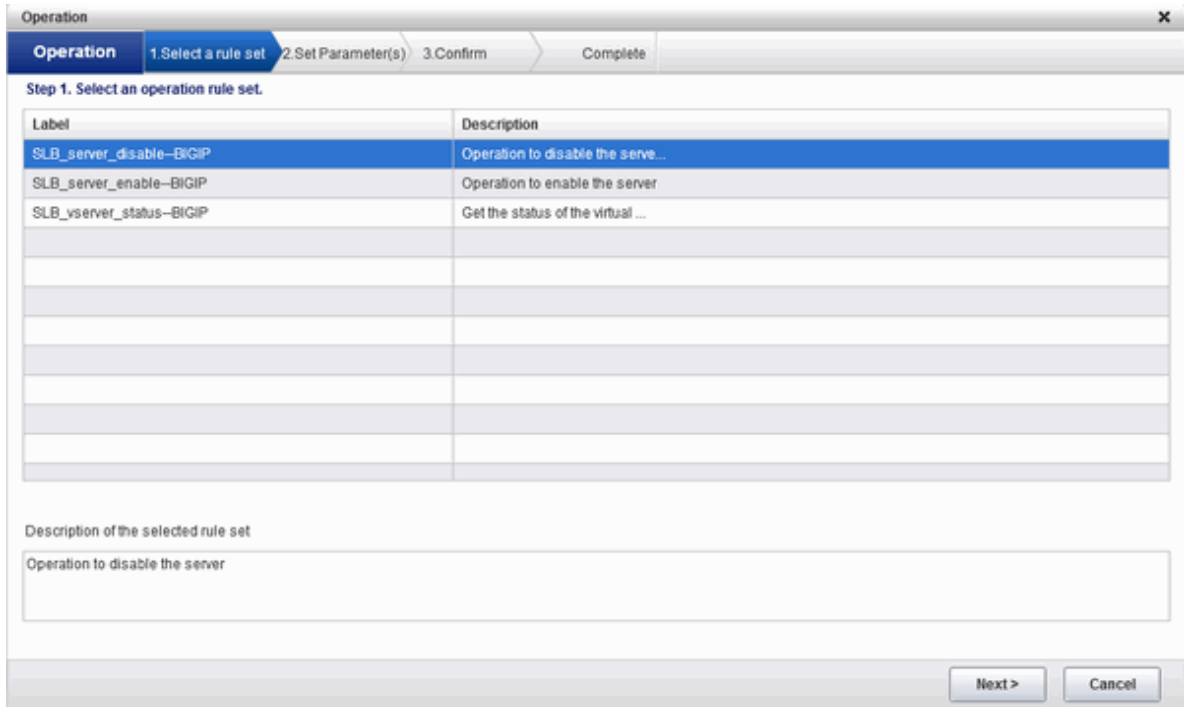 Operation
Operation 1.Select a rule set 2.Set Parameter(s) 3.Confirm Complete
Step 1. Select an operation rule set.
Label Description
SLB_server_disable--BIGIP Operation to disable the serve...
SLB_server_enable--BIGIP Operation to enable the server
SLB_vserver_status--BIGIP Get the status of the virtual ...
Description of the selected rule set
Operation to disable the server
Next > Cancel